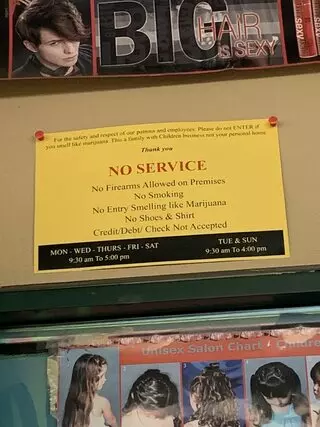 BIG
HAIR
IS SEXY
SEXY
For the safety and respect of our patrons and employees. Please do not ENTER if
you smell like marijuana. This a family with Children business not your personal home
Thank you
NO SERVICE
No Firearms Allowed on Premises
No Smoking
No Entry Smelling like Marijuana
No Shoes & Shirt
Credit/Debt/ Check Not Accepted
MON - WED - THURS - FRI - SAT
9:30 am To 5:00 pm
TUE & SUN
9:30 am To 4:00 pm
Unisex Salon Chart